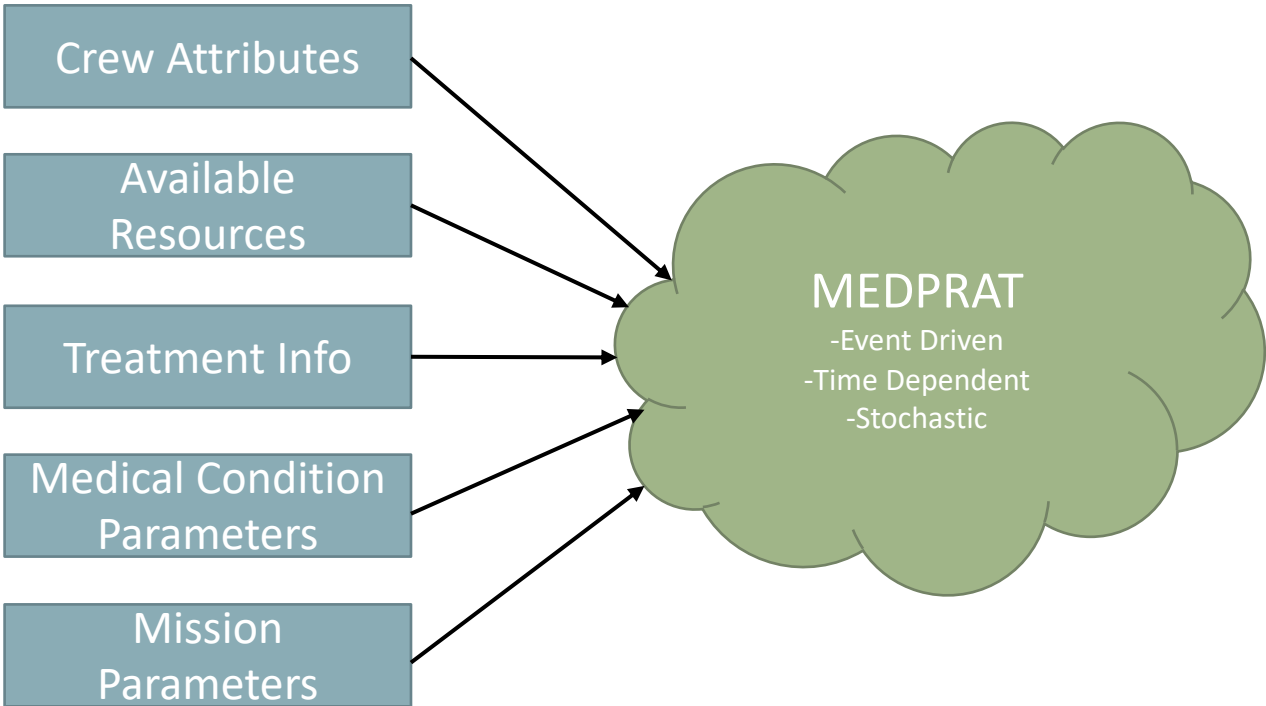 Crew Attributes
Available
Resources
Treatment Info
Medical Condition
Parameters
Mission
Parameters
MEDPRAT
-Event Driven
-Time Dependent
-Stochastic